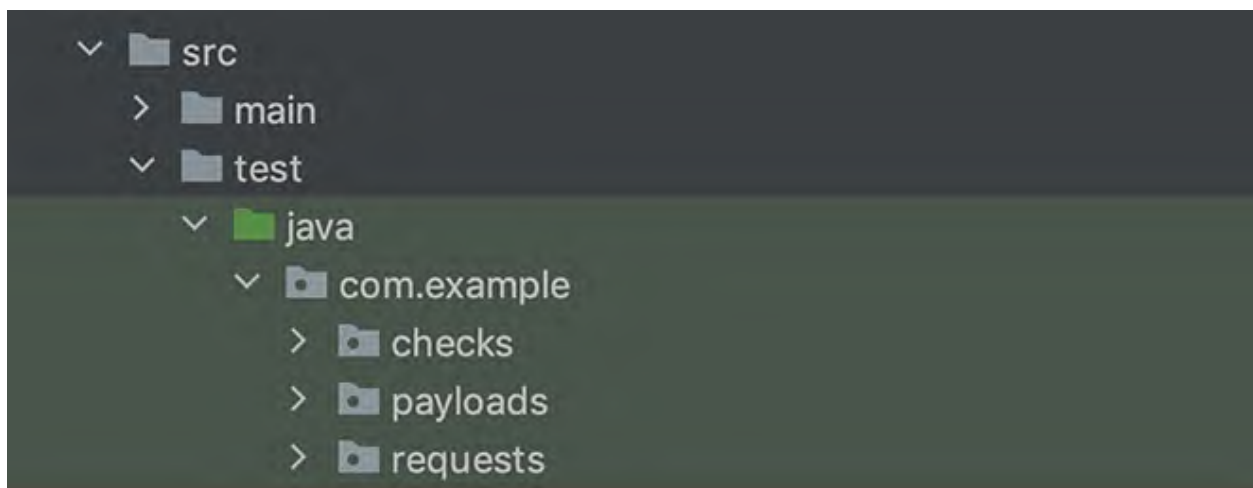 src
main
test
java
com.example
checks
payloads
requests